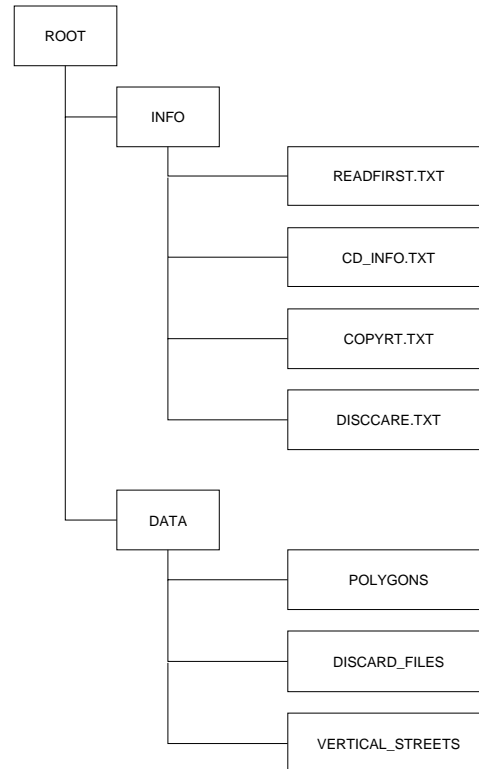 ROOT
INFO
READFIRST.TXT
CD_INFO.TXT
COPYRT.TXT
DISCCARE.TXT
DATA
POLYGONS
DISCARD_FILES
VERTICAL_STREETS